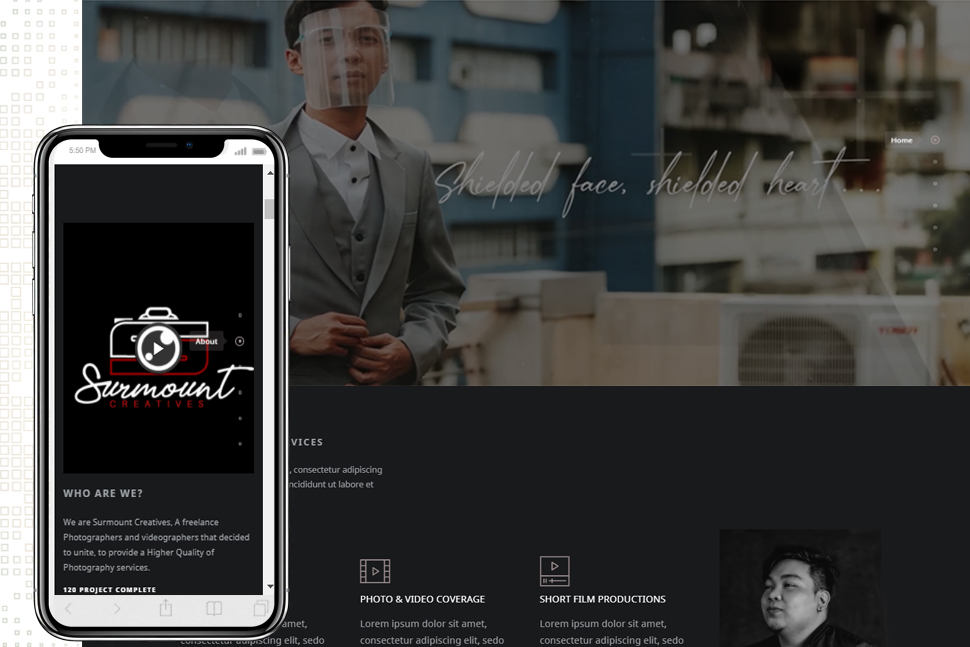 Shielded face, shielded heart . . .
Home
5:50 PM
About
Surmount
CREATIVES
WHO ARE WE?
We are Surmount Creatives, A freelance
Photographers and videographers that decided
to unite, to provide a Higher Quality of
Photography services.
120 PROJECT COMPLETE
VICES
, consectetur adipiscing
ncididunt ut labore et
PHOTO & VIDEO COVERAGE
Lorem ipsum dolor sit amet,
consectetur adipiscing elit, sedo
SHORT FILM PRODUCTIONS
Lorem ipsum dolor sit amet,
consectetur adipiscing elit, sedo
amet,
consectetur adipiscing elit, sedo